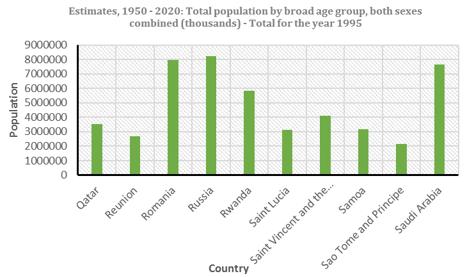 Estimates, 1950 - 2020: Total population by broad age group, both sexes
combined (thousands) - Total for the year 1995
Population
9000000
8000000
7000000
6000000
5000000
4000000
3000000
2000000
1000000
0
Qatar
Reunion
Romania
Russia
Rwanda
Saint Lucia
Saint Vincent and the...
Samoa
Sao Tome and Principe
Saudi Arabia
Country